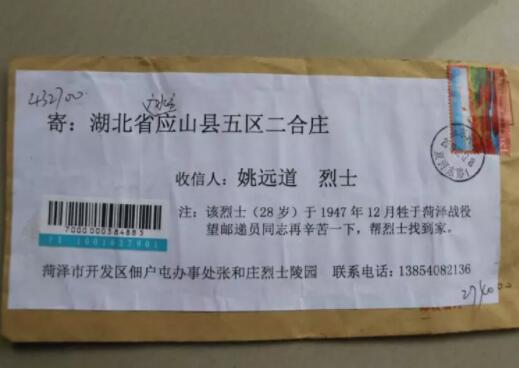 432700
寄：湖北省应山县五区二合庄
收信人：姚远道 烈士
注：该烈士（28岁）于1947年12月牲于菏泽战役
望邮递员同志再辛苦一下，帮烈士找到家。
7000000384883
菏泽市开发区佃户屯办事处张和庄烈士陵园 联系电话：13854082136
274000